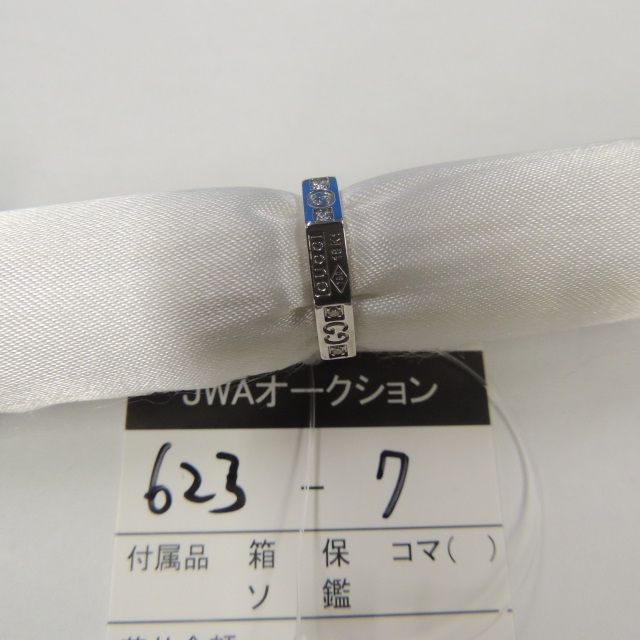 GUCCI
JWAオークション
623 - 7
付属品 箱 保 コマ( )
ソ 鑑